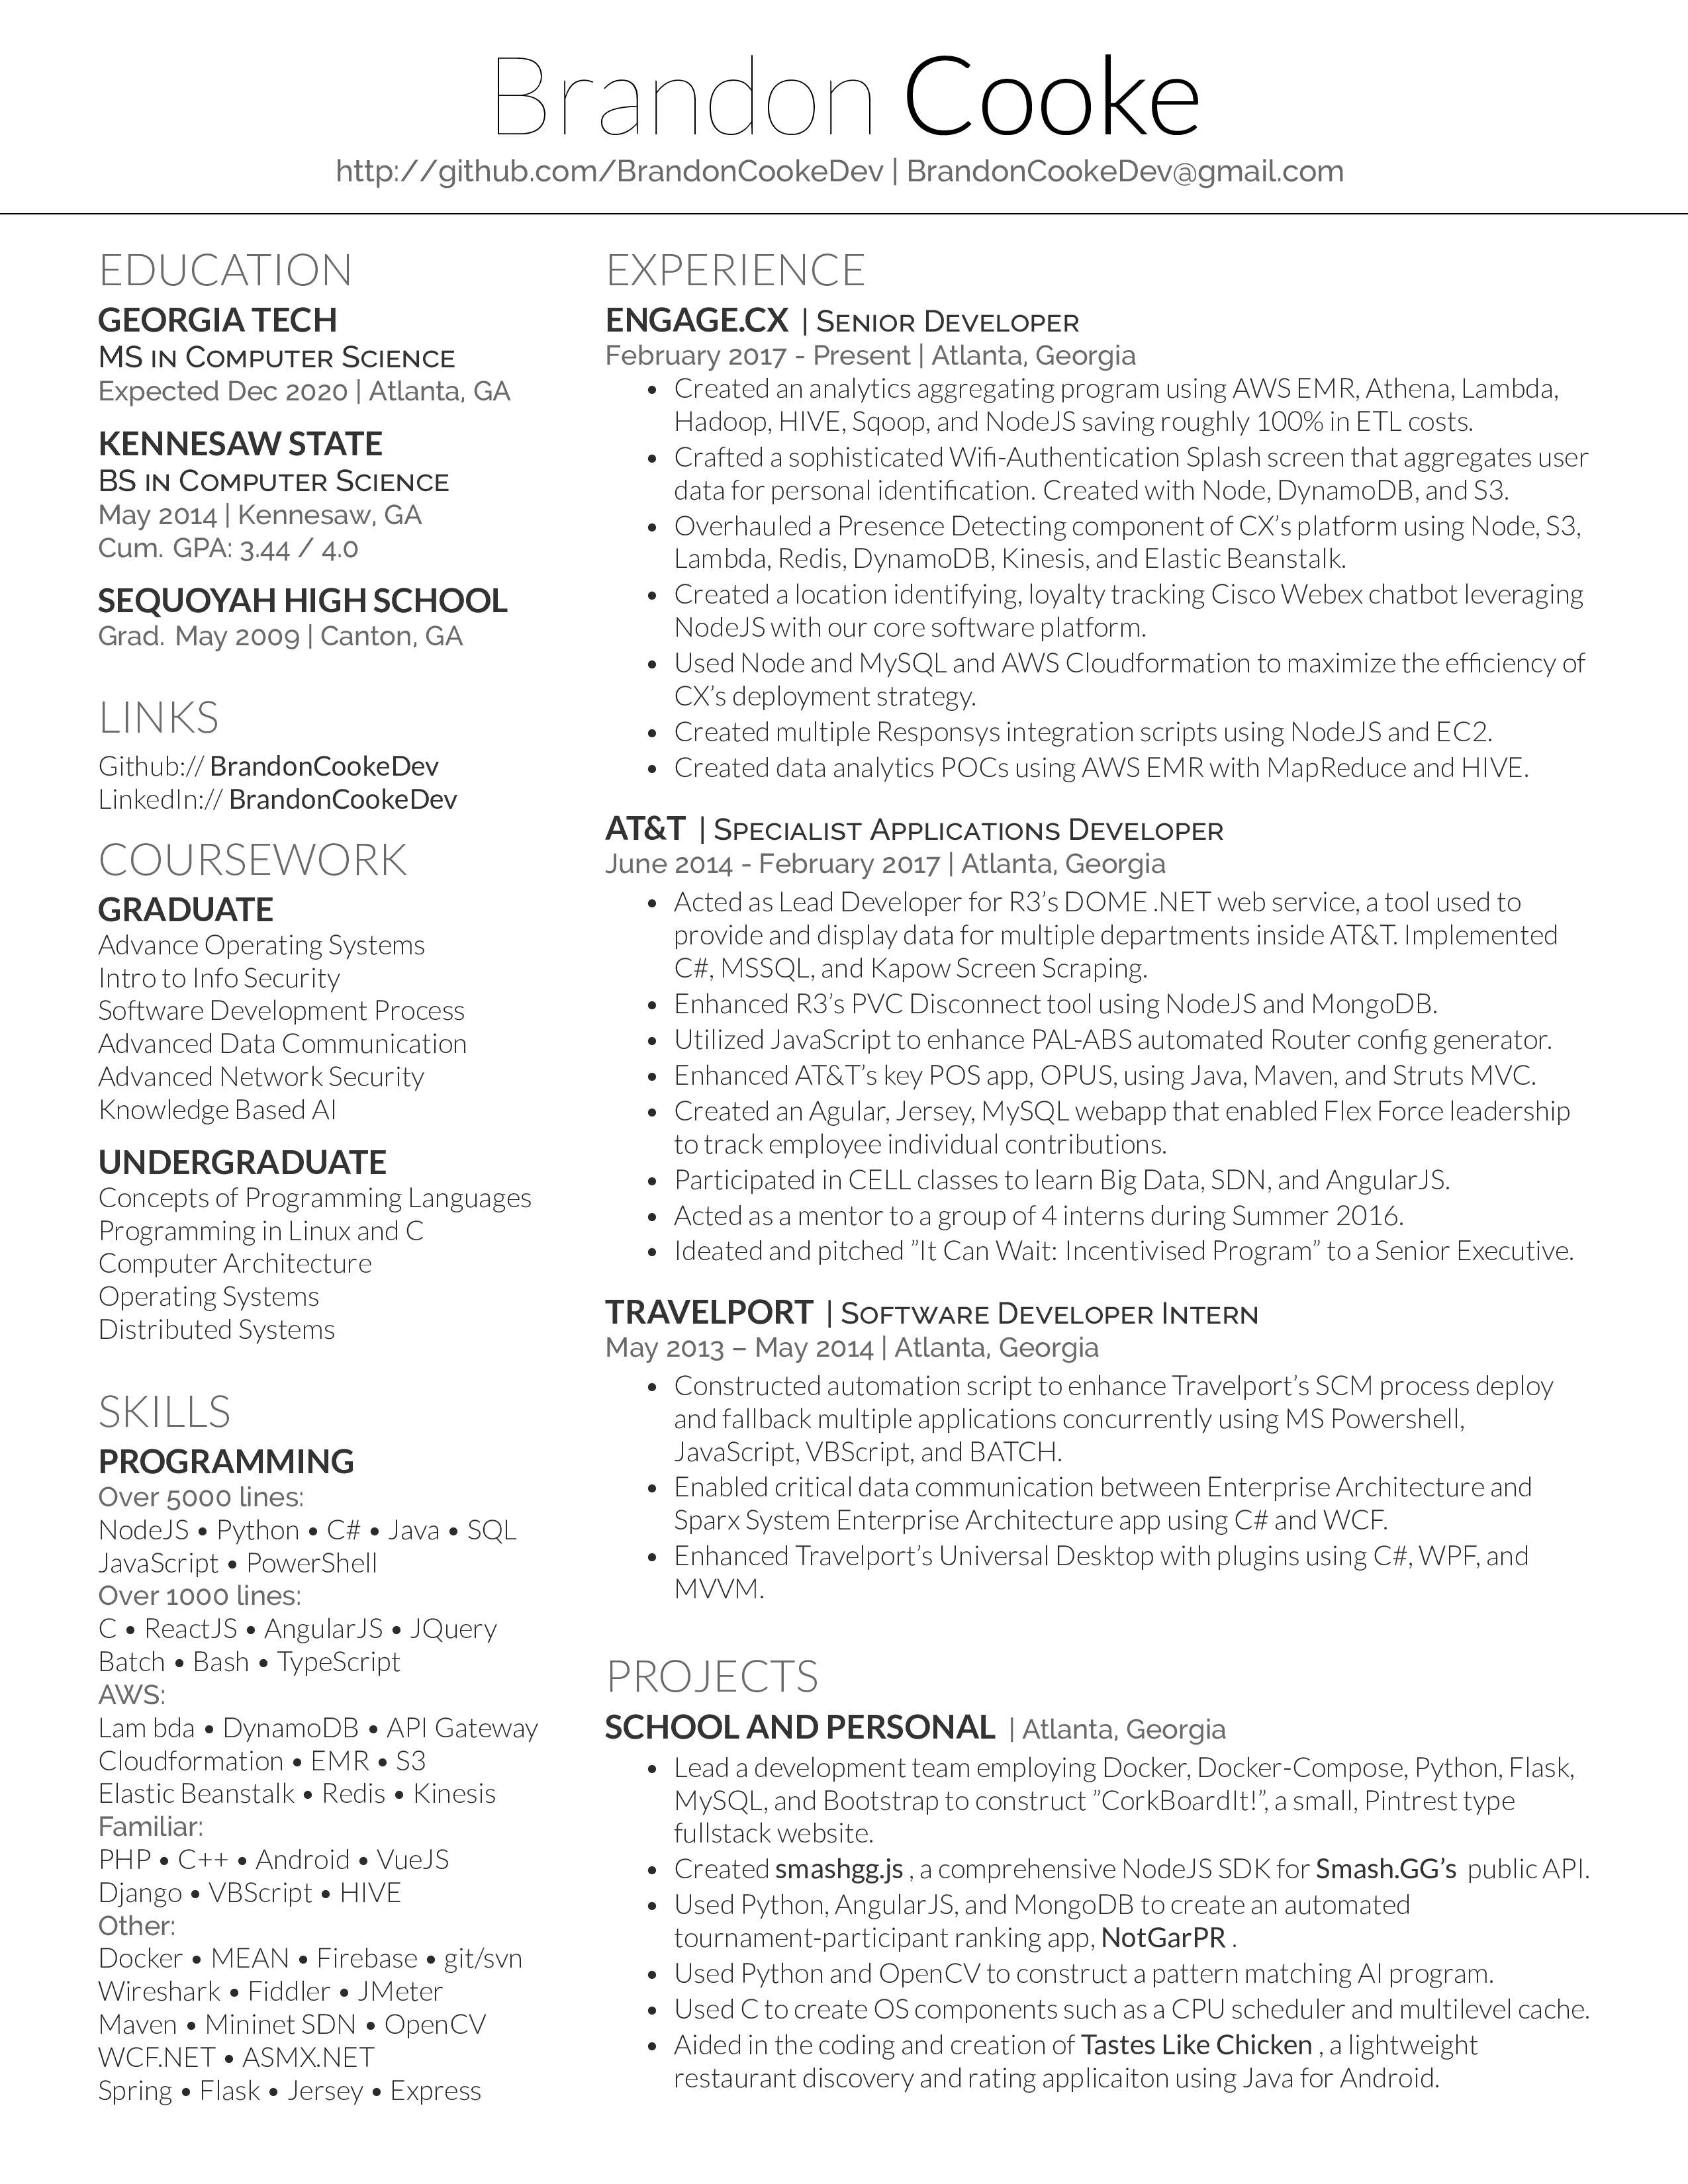 Brandon Cooke
http://github.com/BrandonCookeDev | BrandonCookeDev@gmail.com
EDUCATION
GEORGIA TECH
MS IN COMPUTER SCIENCE
Expected Dec 2020 | Atlanta, GA
KENNESAW STATE
BS IN COMPUTER SCIENCE
May 2014 | Kennesaw, GA
Cum. GPA: 3.44 / 4.0
SEQUOYAH HIGH SCHOOL
Grad. May 2009 | Canton, GA
LINKS
Github:// BrandonCookeDev
LinkedIn:// BrandonCookeDev
COURSEWORK
GRADUATE
Advance Operating Systems
Intro to Info Security
Software Development Process
Advanced Data Communication
Advanced Network Security
Knowledge Based AI
UNDERGRADUATE
Concepts of Programming Languages
Programming in Linux and C
Computer Architecture
Operating Systems
Distributed Systems
SKILLS
PROGRAMMING
Over 5000 lines:
NodeJS • Python • C# • Java • SQL
JavaScript • PowerShell
Over 1000 lines:
C • ReactJS • AngularJS • JQuery
Batch • Bash • TypeScript
AWS:
Lam bda • DynamoDB • API Gateway
Cloudformation • EMR • S3
Elastic Beanstalk • Redis • Kinesis
Familiar:
PHP • C++ • Android • VueJS
Django • VBScript • HIVE
Other:
Docker • MEAN • Firebase • git/svn
Wireshark • Fiddler • JMeter
Maven • Mininet SDN • OpenCV
WCF.NET • ASMX.NET
Spring • Flask • Jersey • Express
EXPERIENCE
ENGAGE.CX | SENIOR DEVELOPER
February 2017 - Present | Atlanta, Georgia
• Created an analytics aggregating program using AWS EMR, Athena, Lambda,
Hadoop, HIVE, Sqoop, and NodeJS saving roughly 100% in ETL costs.
• Crafted a sophisticated Wifi-Authentication Splash screen that aggregates user
data for personal identification. Created with Node, DynamoDB, and S3.
• Overhauled a Presence Detecting component of CX’s platform using Node, S3,
Lambda, Redis, DynamoDB, Kinesis, and Elastic Beanstalk.
• Created a location identifying, loyalty tracking Cisco Webex chatbot leveraging
NodeJS with our core software platform.
• Used Node and MySQL and AWS Cloudformation to maximize the efficiency of
CX’s deployment strategy.
• Created multiple Responsys integration scripts using NodeJS and EC2.
• Created data analytics POCs using AWS EMR with MapReduce and HIVE.
AT&T | SPECIALIST APPLICATIONS DEVELOPER
June 2014 - February 2017 | Atlanta, Georgia
• Acted as Lead Developer for R3’s DOME .NET web service, a tool used to
provide and display data for multiple departments inside AT&T. Implemented
C#, MSSQL, and Kapow Screen Scraping.
• Enhanced R3’s PVC Disconnect tool using NodeJS and MongoDB.
• Utilized JavaScript to enhance PAL-ABS automated Router config generator.
• Enhanced AT&T’s key POS app, OPUS, using Java, Maven, and Struts MVC.
• Created an Agular, Jersey, MySQL webapp that enabled Flex Force leadership
to track employee individual contributions.
• Participated in CELL classes to learn Big Data, SDN, and AngularJS.
• Acted as a mentor to a group of 4 interns during Summer 2016.
• Ideated and pitched ”It Can Wait: Incentivised Program” to a Senior Executive.
TRAVELPORT | SOFTWARE DEVELOPER INTERN
May 2013 – May 2014 | Atlanta, Georgia
• Constructed automation script to enhance Travelport’s SCM process deploy
and fallback multiple applications concurrently using MS Powershell,
JavaScript, VBScript, and BATCH.
• Enabled critical data communication between Enterprise Architecture and
Sparx System Enterprise Architecture app using C# and WCF.
• Enhanced Travelport’s Universal Desktop with plugins using C#, WPF, and
MVVM.
PROJECTS
SCHOOL AND PERSONAL | Atlanta, Georgia
• Lead a development team employing Docker, Docker-Compose, Python, Flask,
MySQL, and Bootstrap to construct ”CorkBoardIt!”, a small, Pintrest type
fullstack website.
• Created smashgg.js , a comprehensive NodeJS SDK for Smash.GG’s public API.
• Used Python, AngularJS, and MongoDB to create an automated
tournament-participant ranking app, NotGarPR .
• Used Python and OpenCV to construct a pattern matching AI program.
• Used C to create OS components such as a CPU scheduler and multilevel cache.
• Aided in the coding and creation of Tastes Like Chicken , a lightweight
restaurant discovery and rating applicaiton using Java for Android.